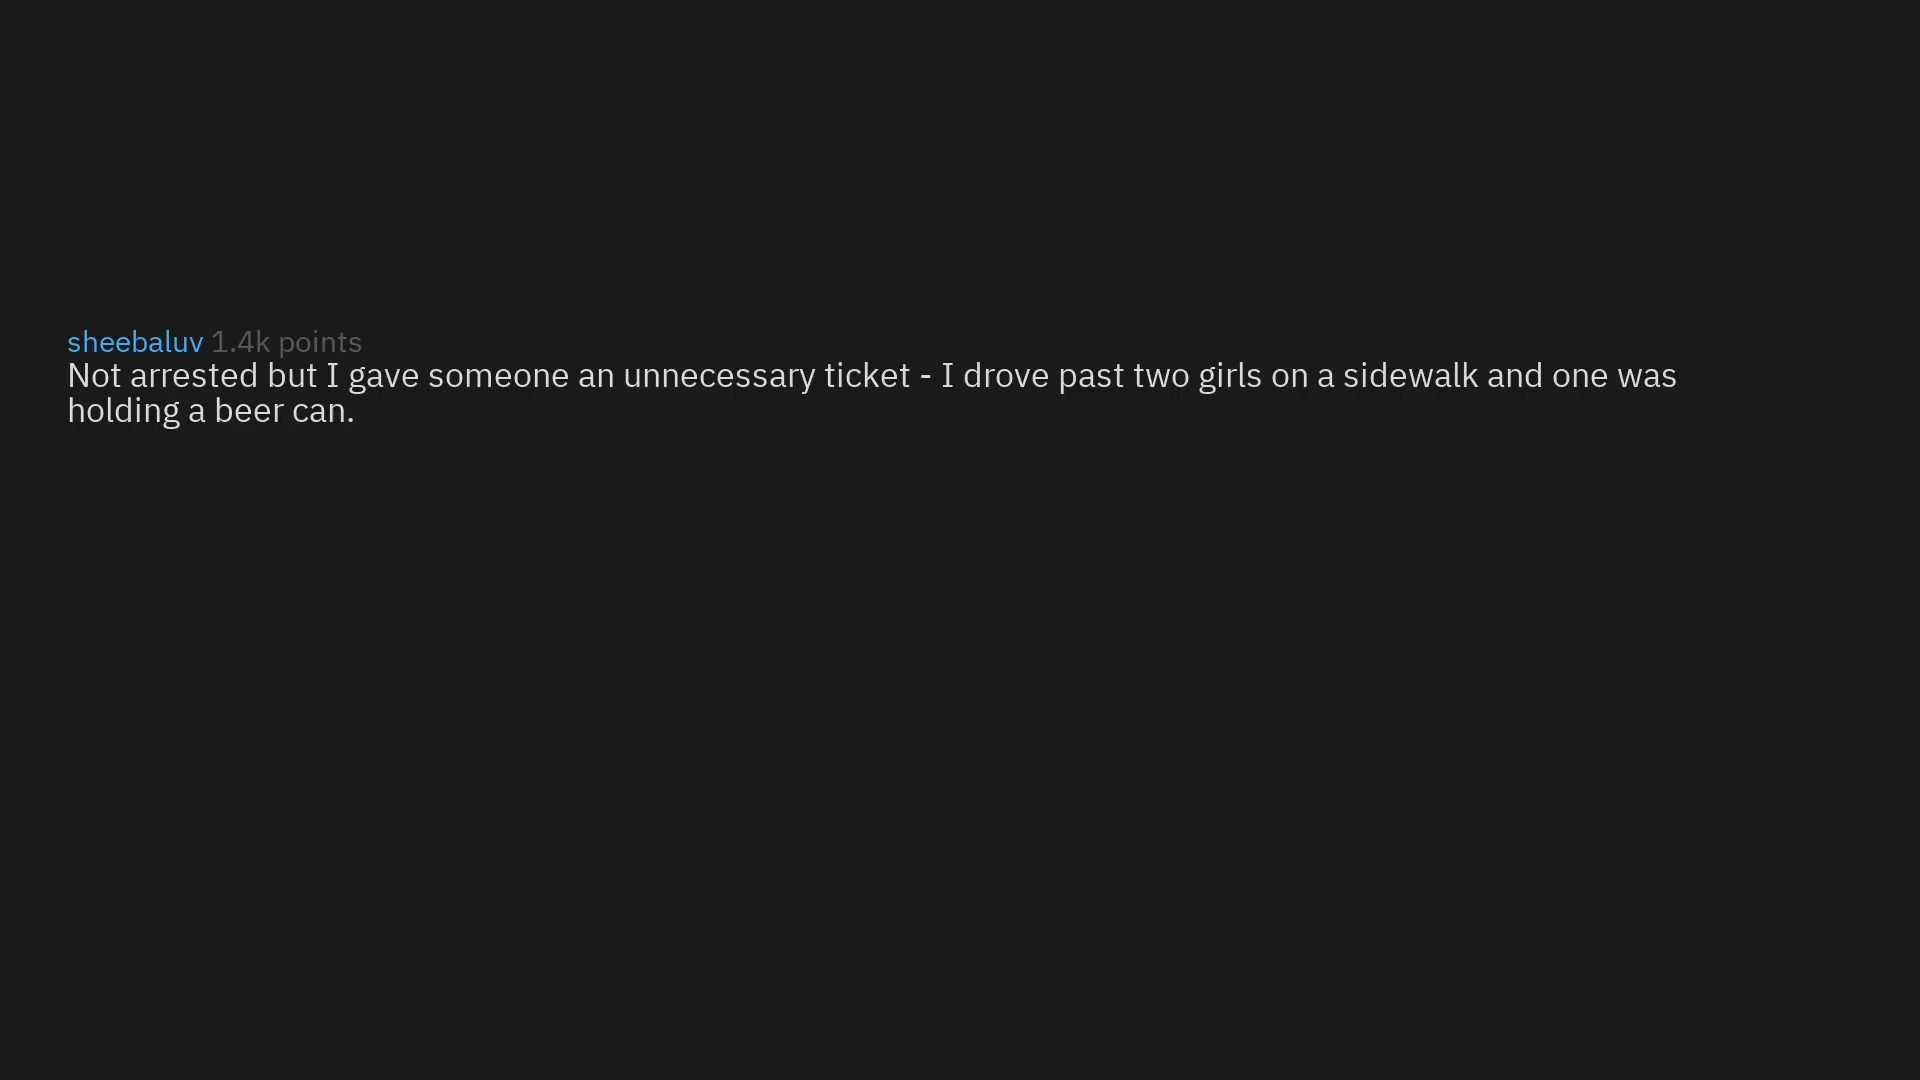 sheebaluv 1.4k points
Not arrested but I gave someone an unnecessary ticket - I drove past two girls on a sidewalk and one was
holding a beer can.